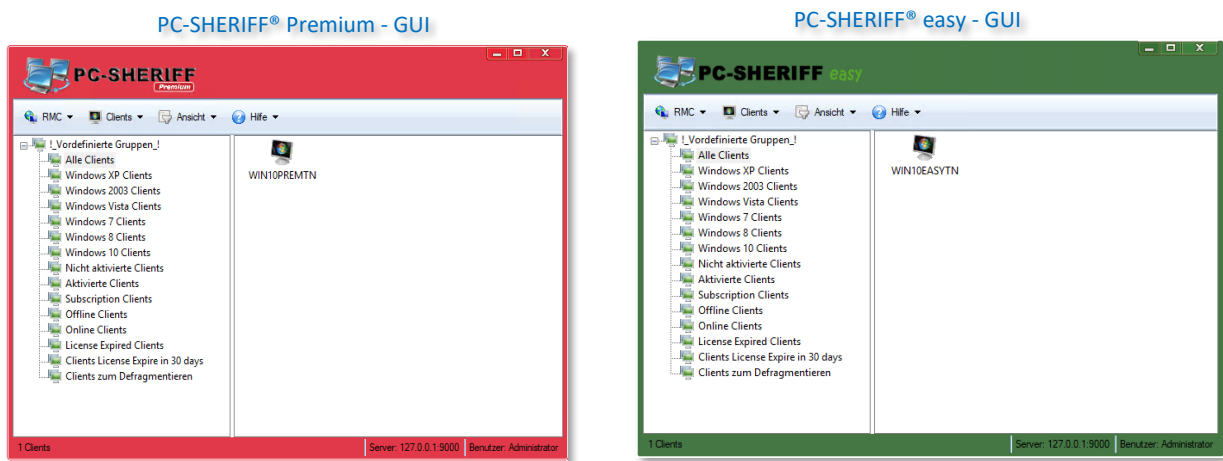 PC-SHERIFF® Premium - GUI
PC-SHERIFF
Premium
RMC Clients Ansicht Hilfe
!_Vordefinierte Gruppen_!
Alle Clients
Windows XP Clients
Windows 2003 Clients
Windows Vista Clients
Windows 7 Clients
Windows 8 Clients
Windows 10 Clients
Nicht aktivierte Clients
Aktivierte Clients
Subscription Clients
Offline Clients
Online Clients
License Expired Clients
Clients License Expire in 30 days
Clients zum Defragmentieren
WIN10PREMTN
1 Clients Server: 127.0.0.1:9000 Benutzer: Administrator
PC-SHERIFF® easy - GUI
PC-SHERIFF easy
RMC Clients Ansicht Hilfe
!_Vordefinierte Gruppen_!
Alle Clients
Windows XP Clients
Windows 2003 Clients
Windows Vista Clients
Windows 7 Clients
Windows 8 Clients
Windows 10 Clients
Nicht aktivierte Clients
Aktivierte Clients
Subscription Clients
Offline Clients
Online Clients
License Expired Clients
Clients License Expire in 30 days
Clients zum Defragmentieren
WIN10EASYTN
1 Clients Server: 127.0.0.1:9000 Benutzer: Administrator